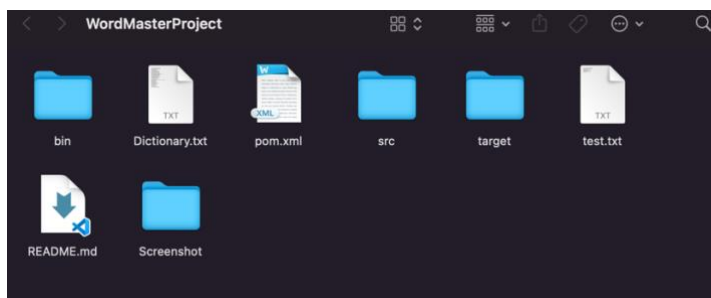 WordMasterProject
TXT
W
XML
TXT
bin
Dictionary.txt
pom.xml
src
target
test.txt
README.md
Screenshot